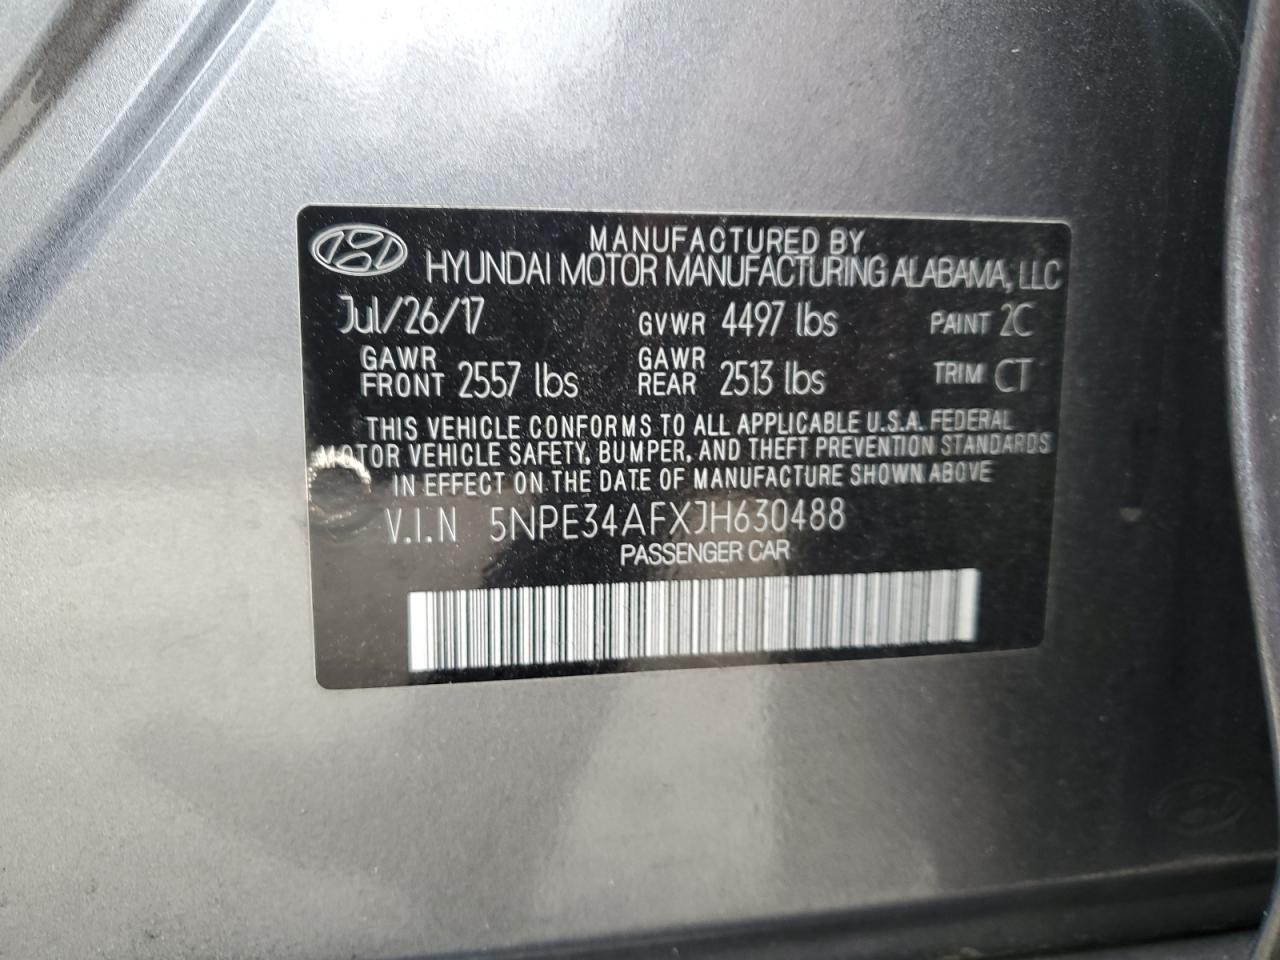 MANUFACTURED BY
HYUNDAI MOTOR MANUFACTURING ALABAMA, LLC
Jul/26/17 GVWR 4497 lbs PAINT 2C
GAWR FRONT 2557 lbs GAWR REAR 2513 lbs TRIM CT
THIS VEHICLE CONFORMS TO ALL APPLICABLE U.S.A. FEDERAL
MOTOR VEHICLE SAFETY, BUMPER, AND THEFT PREVENTION STANDARDS
IN EFFECT ON THE DATE OF MANUFACTURE SHOWN ABOVE
V.I.N 5NPE34AFXJH630488
PASSENGER CAR